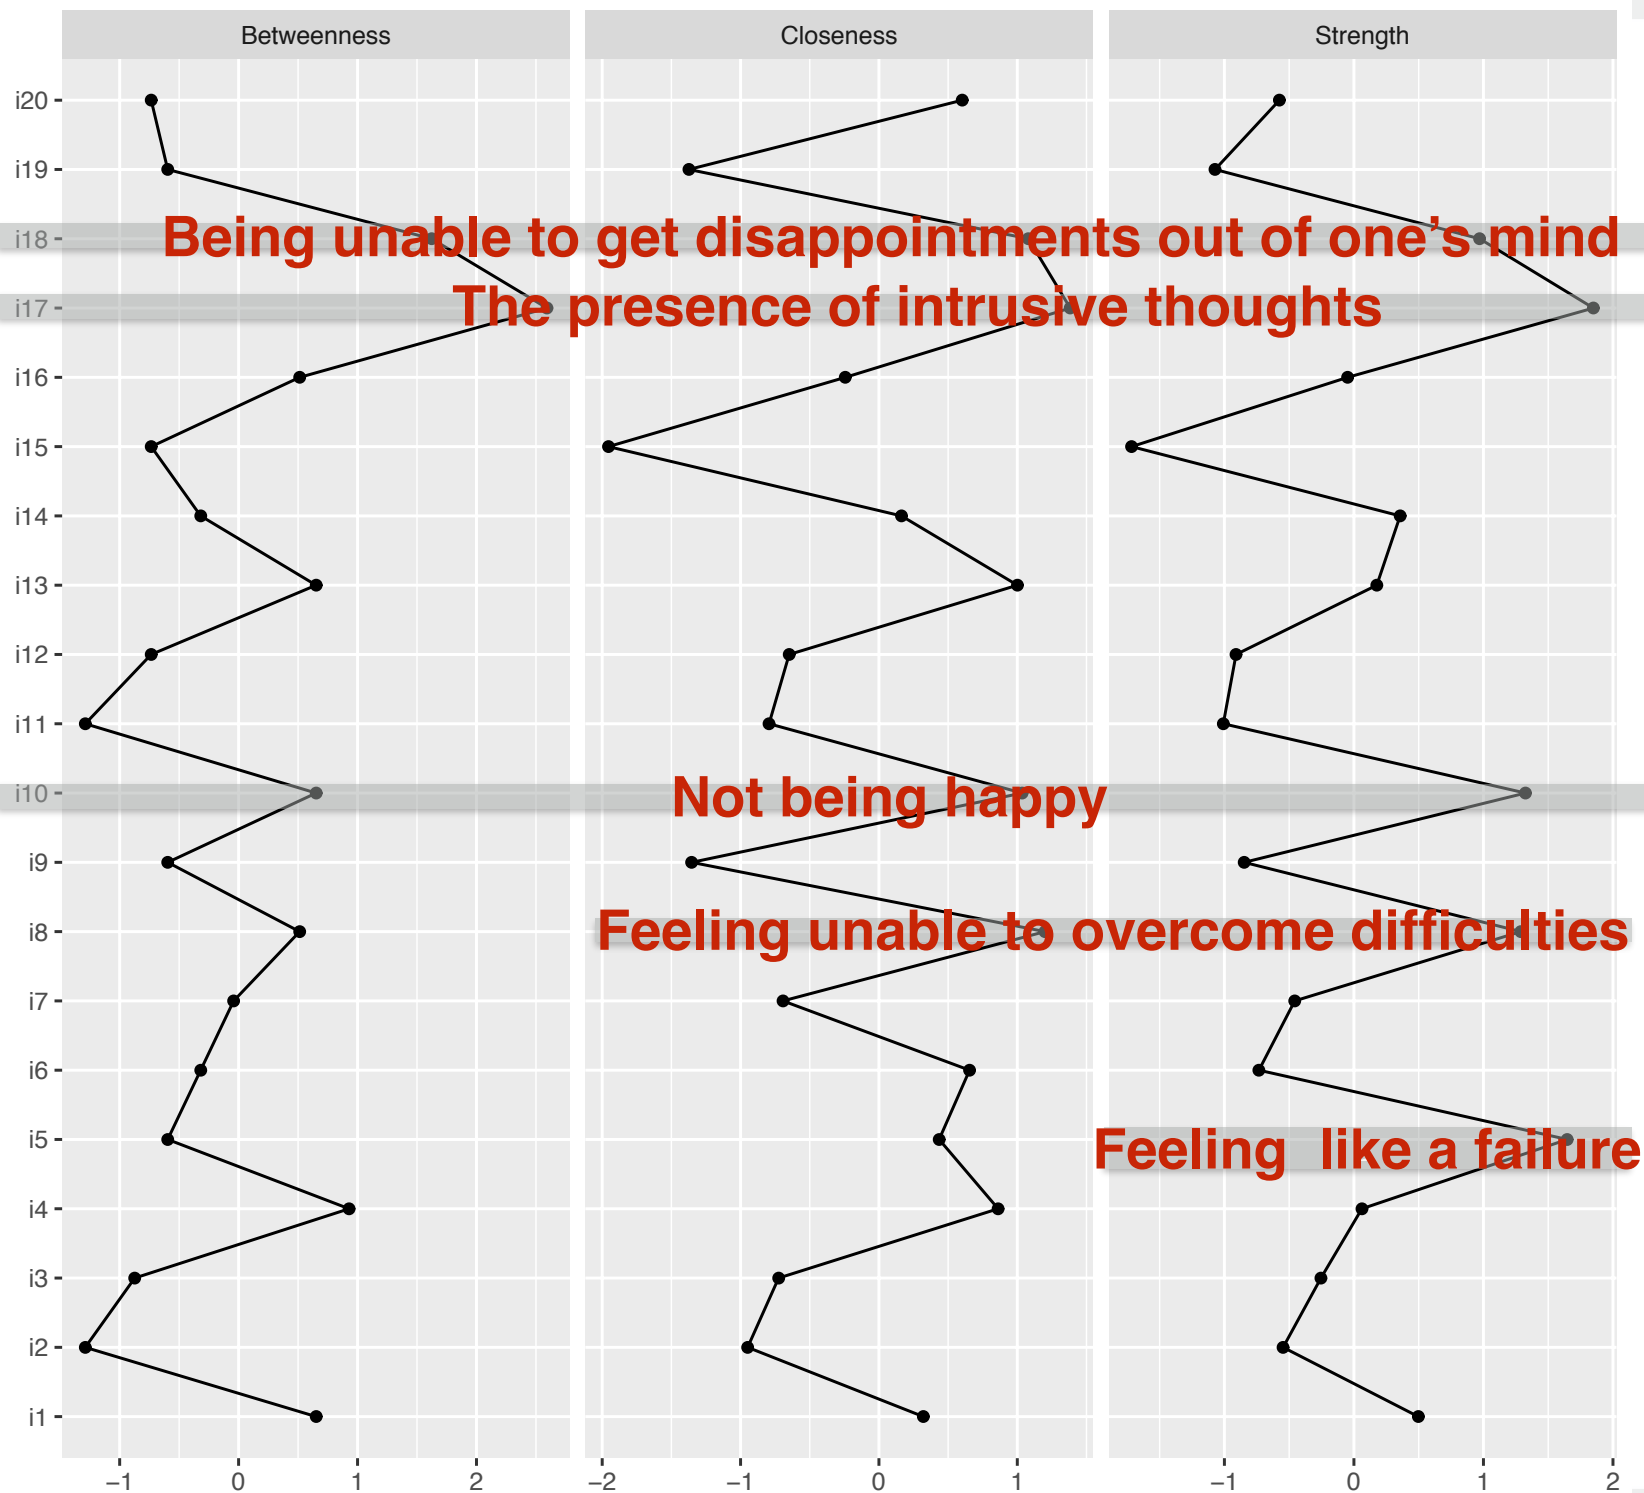 Betweenness Closeness Strength
i20
i19
i18 Being unable to get disappointments out of one’s mind
i17 The presence of intrusive thoughts
i16
i15
i14
i13
i12
i11
i10 Not being happy
i9
i8 Feeling unable to overcome difficulties
i7
i6
i5 Feeling like a failure
i4
i3
i2
i1
−1 0 1 2 −2 −1 0 1 −1 0 1 2